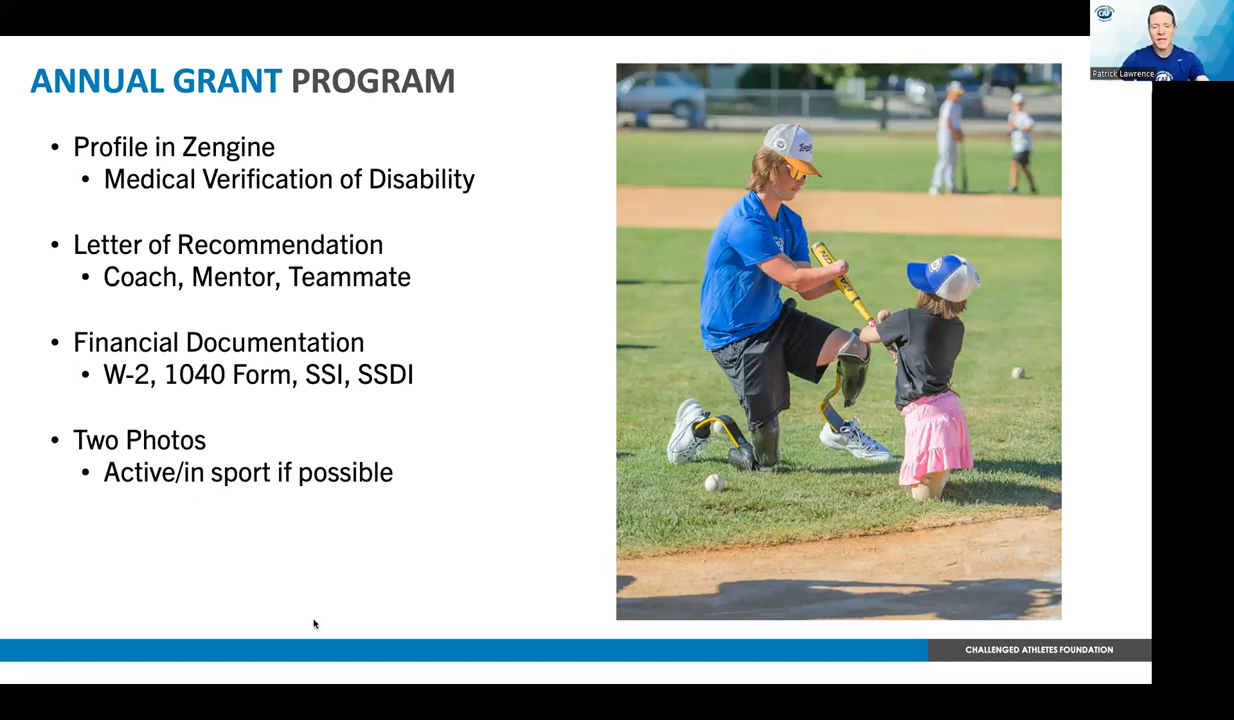 ANNUAL GRANT PROGRAM
• Profile in Zengine
• Medical Verification of Disability
• Letter of Recommendation
• Coach, Mentor, Teammate
• Financial Documentation
• W-2, 1040 Form, SSI, SSDI
• Two Photos
• Active/in sport if possible
CHALLENGED ATHLETES FOUNDATION
CAF
Patrick Lawrence